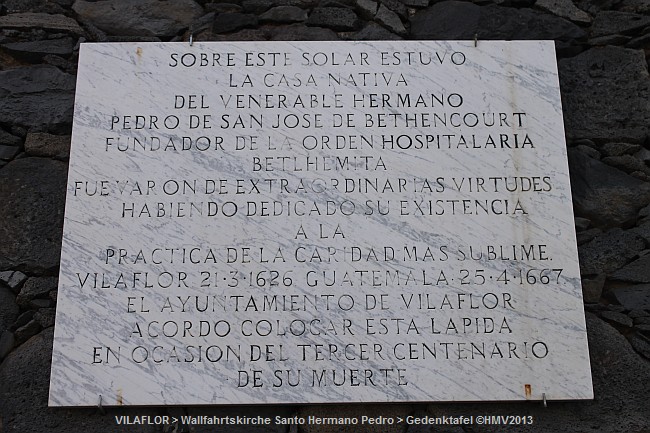 SOBRE ESTE SOLAR ESTUVO
LA CASA NATIVA
DEL VENERABLE HERMANO
PEDRO DE SAN JOSE DE BETHENCOURT
FUNDADOR DE LA ORDEN HOSPITALARIA
BETLHEMITA
FUE VARON DE EXTRAORDINARIAS VIRTUDES
HABIENDO DEDICADO SU EXISTENCIA
A LA
PRACTICA DE LA CARIDAD MAS SUBLIME.
VILAFLOR 21·3·1626. GUATEMALA 25·4·1667.
EL AYUNTAMIENTO DE VILAFLOR
ACORDO COLOCAR ESTA LAPIDA
EN OCASION DEL TERCER CENTENARIO
DE SU MUERTE
VILAFLOR > Wallfahrtskirche Santo Hermano Pedro > Gedenktafel ©HMV2013